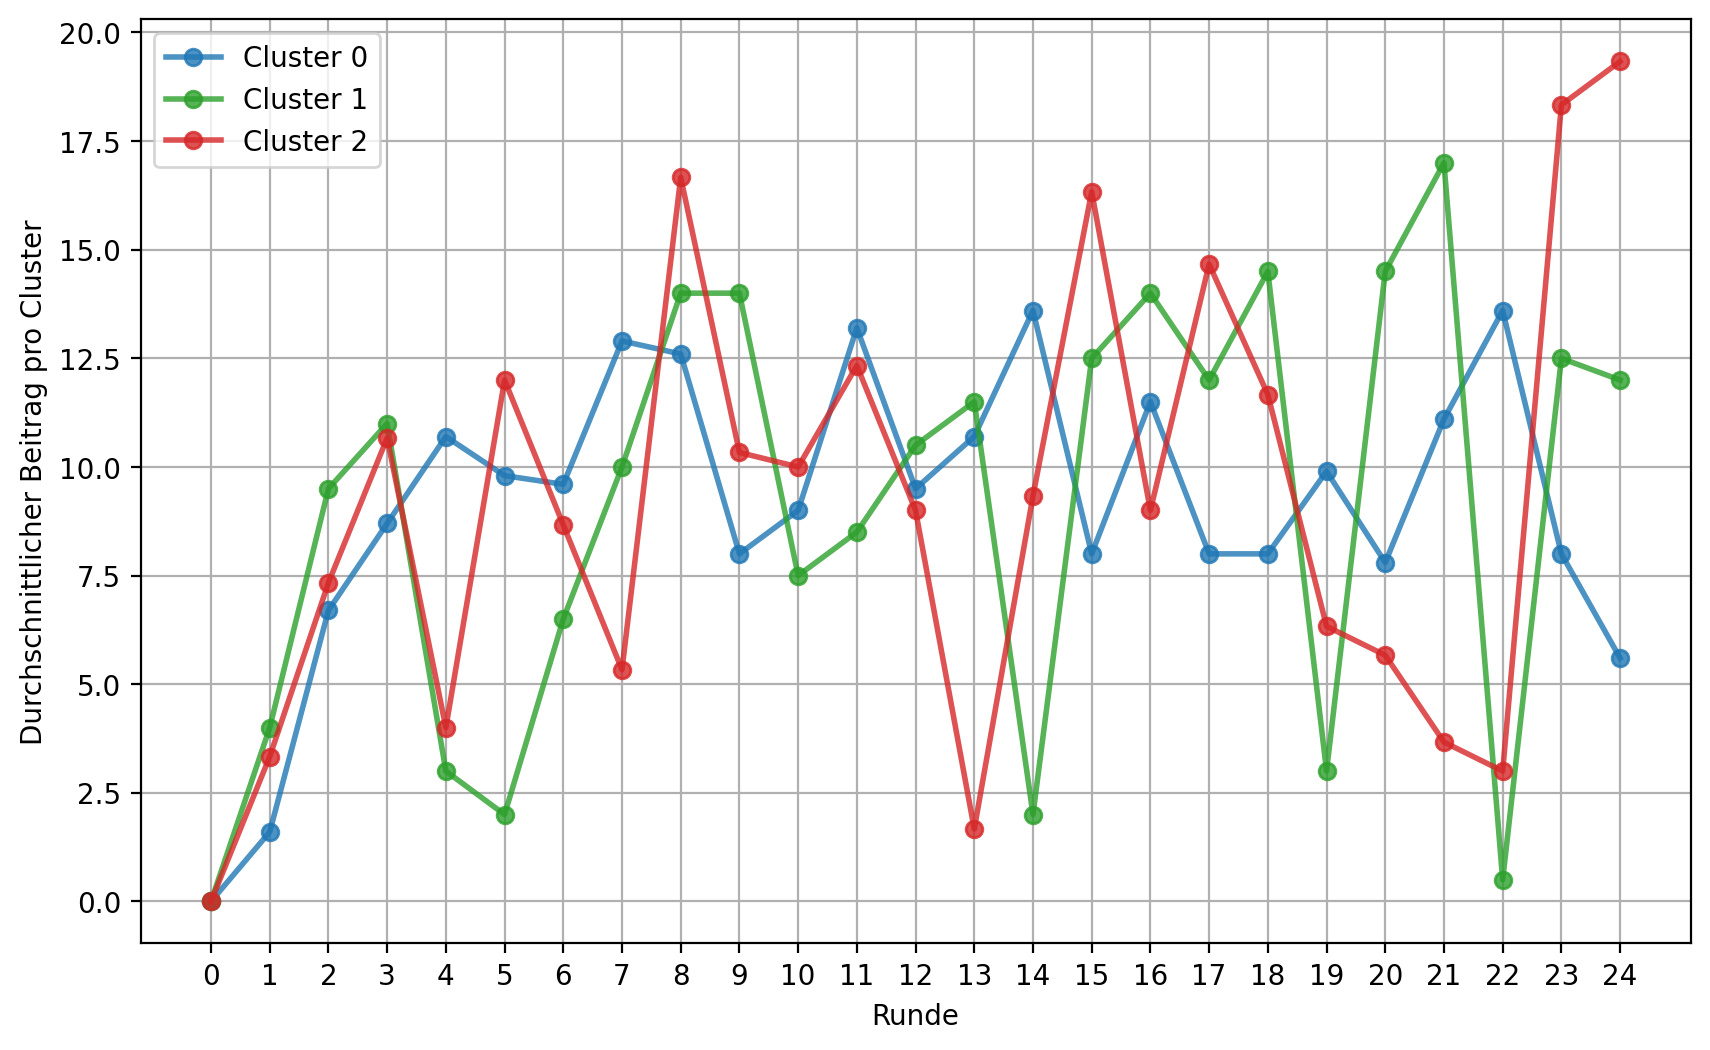 Cluster 0
Cluster 1
Cluster 2
Durchschnittlicher Beitrag pro Cluster
20.0
17.5
15.0
12.5
10.0
7.5
5.0
2.5
0.0
0 1 2 3 4 5 6 7 8 9 10 11 12 13 14 15 16 17 18 19 20 21 22 23 24
Runde